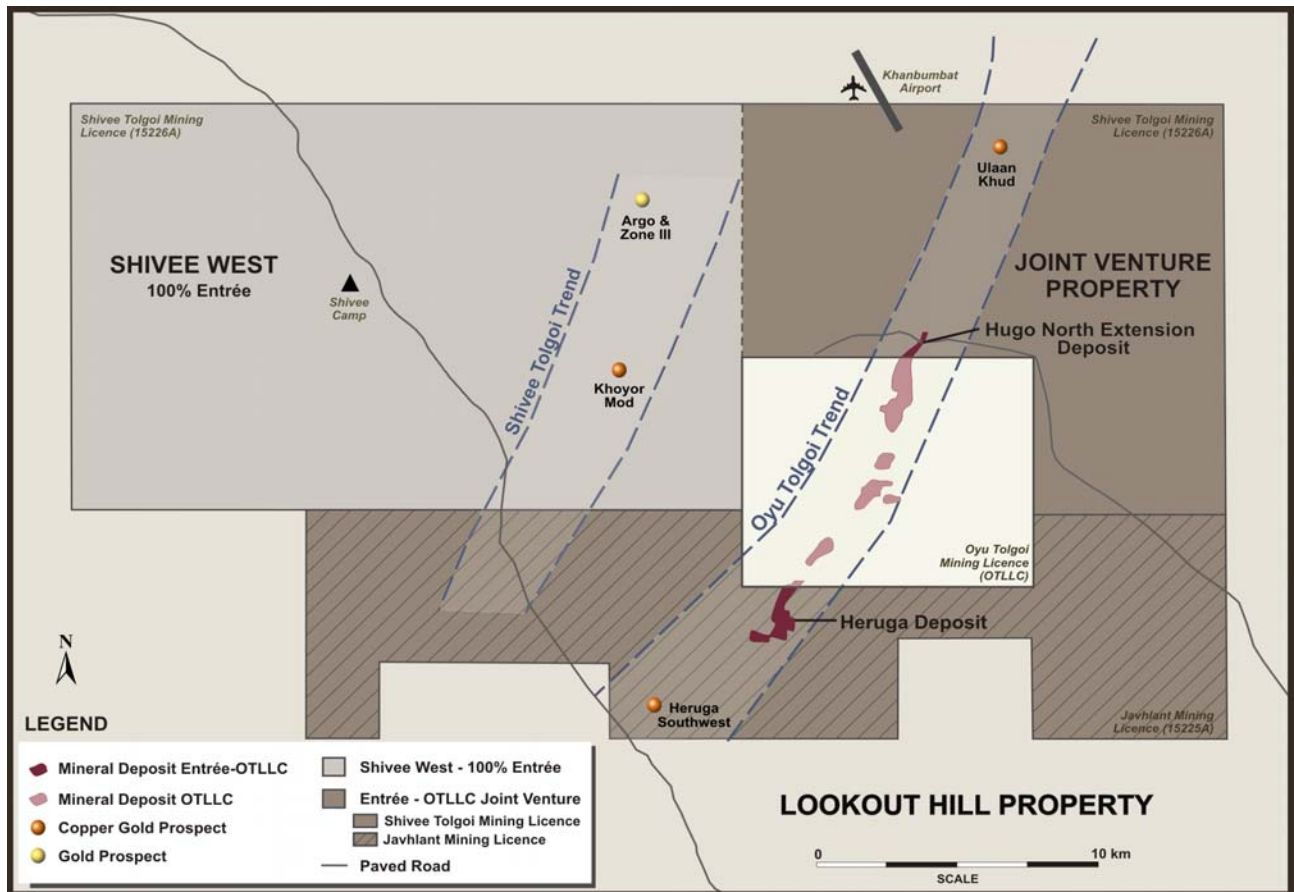 Khanbumbat
Airport
Shivee Tolgoi Mining
Licence (15226A)
Shivee Tolgoi Mining
Licence (15226A)
Ulaan
Khud
Argo &
Zone III
SHIVEE WEST
100% Entrée
JOINT VENTURE
PROPERTY
Shivee
Camp
Shivee Tolgoi Trend
Hugo North Extension
Deposit
Khoyor
Mod
Oyu Tolgoi Trend
Oyu Tolgoi
Mining Licence
(OTLLC)
Heruga Deposit
N
Heruga
Southwest
Javhlant Mining
Licence (15225A)
LEGEND
Mineral Deposit Entrée-OTLLC
Mineral Deposit OTLLC
Copper Gold Prospect
Gold Prospect
Shivee West - 100% Entrée
Entrée - OTLLC Joint Venture
Shivee Tolgoi Mining Licence
Javhlant Mining Licence
Paved Road
LOOKOUT HILL PROPERTY
0 10 km
SCALE